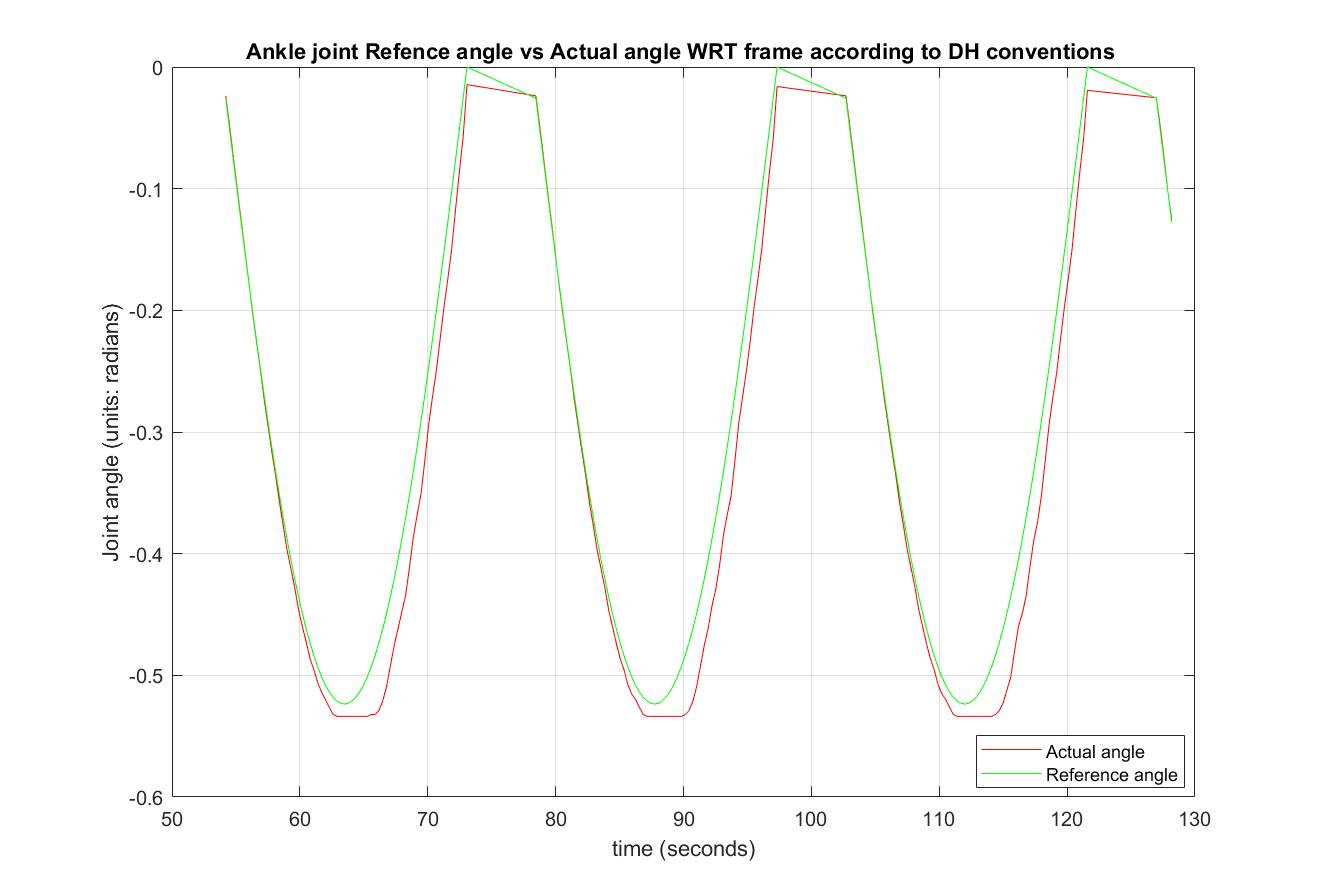 Ankle joint Refence angle vs Actual angle WRT frame according to DH conventions
0
-0.1
-0.2
-0.3
-0.4
-0.5
-0.6
Joint angle (units: radians)
Actual angle
Reference angle
50 60 70 80 90 100 110 120 130
time (seconds)